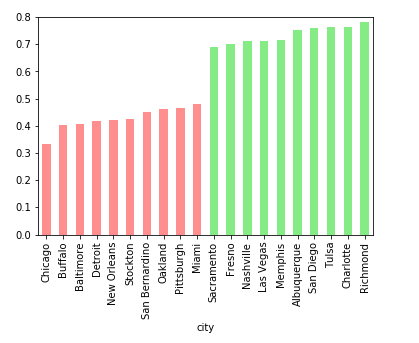 0.8
0.7
0.6
0.5
0.4
0.3
0.2
0.1
0.0
Chicago
Buffalo
Baltimore
Detroit
New Orleans
Stockton
San Bernardino
Oakland
Pittsburgh
Miami
Sacramento
Fresno
Nashville
Las Vegas
Memphis
Albuquerque
San Diego
Tulsa
Charlotte
Richmond
city